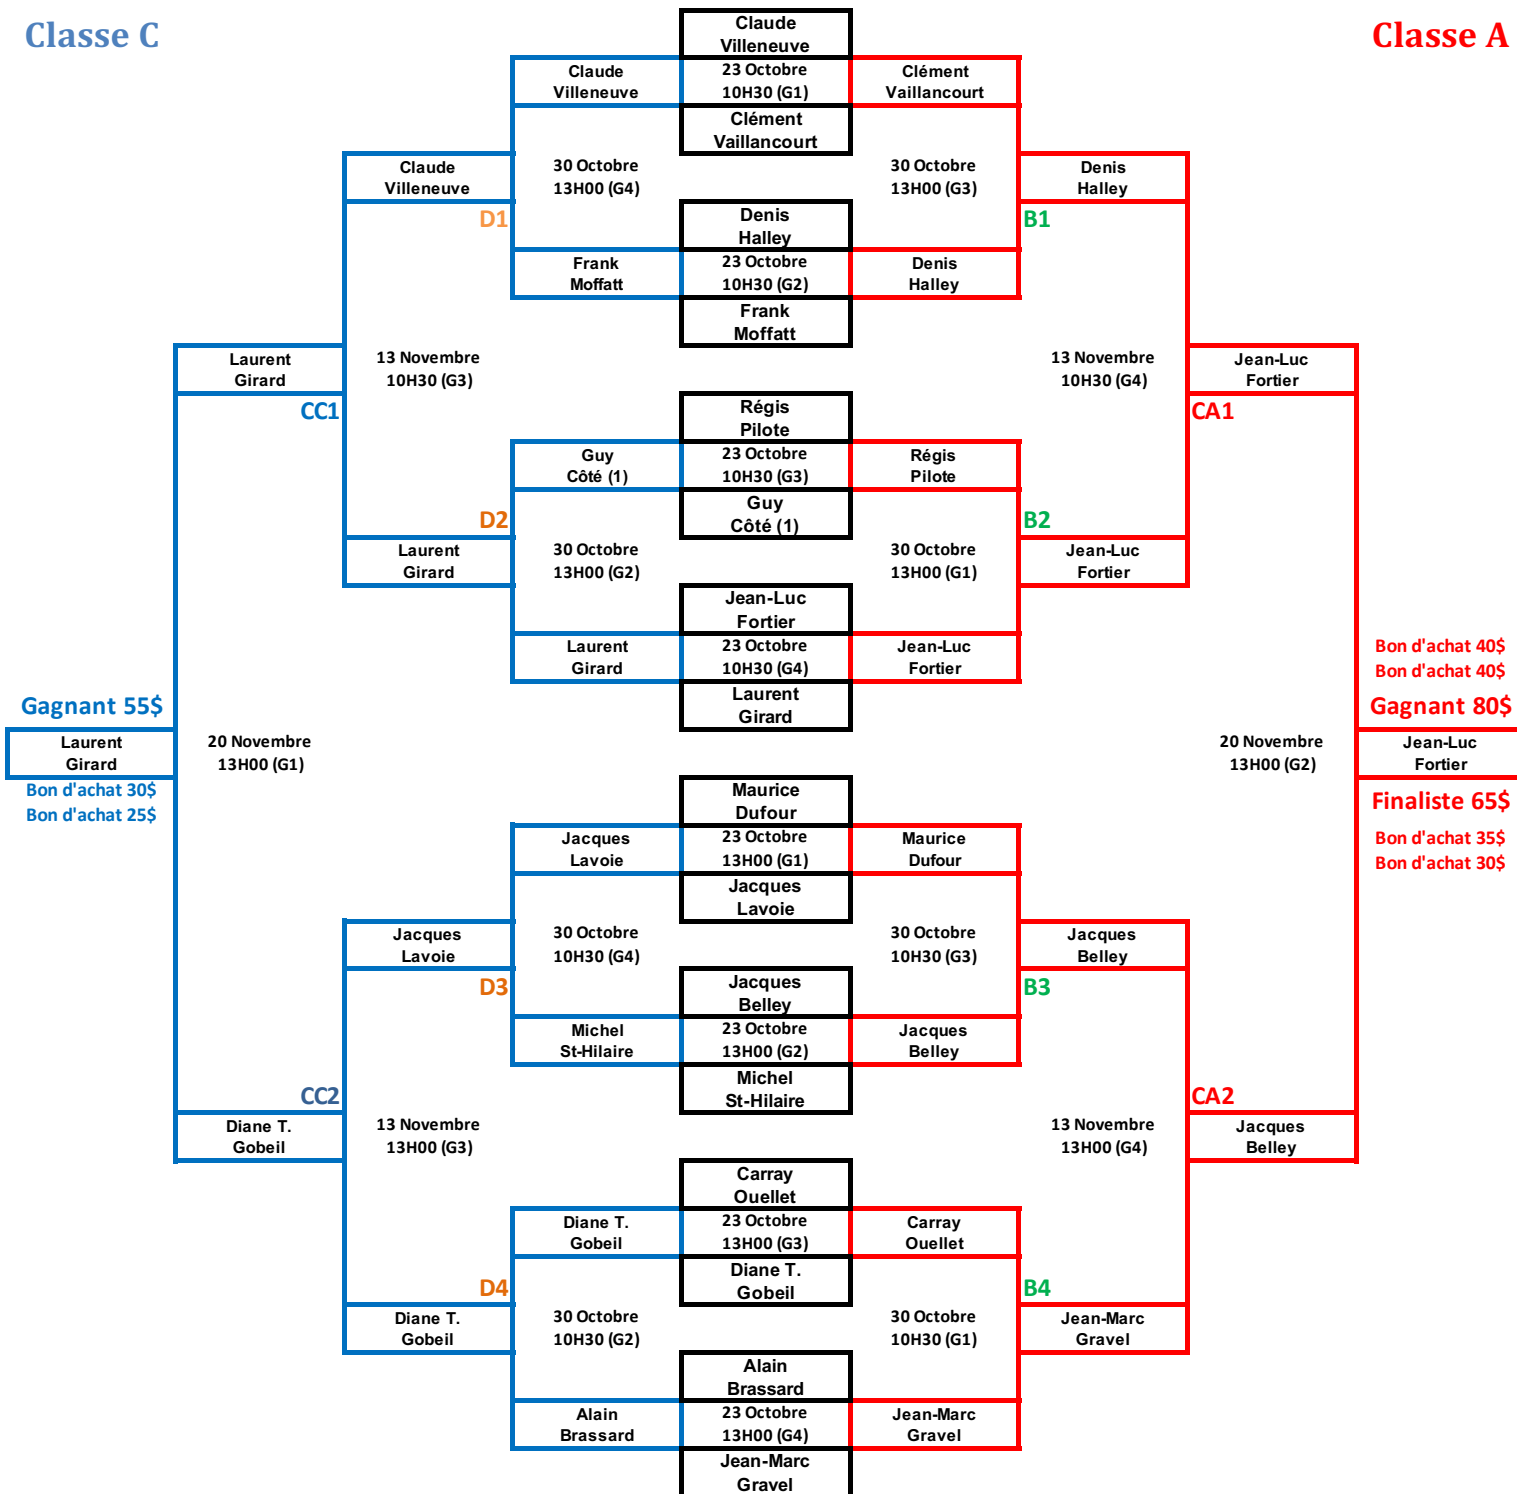 Classe C
Classe A
Claude
Villeneuve
Claude
Villeneuve
23 Octobre
10H30 (G1)
Clément
Vaillancourt
Clément
Vaillancourt
Claude
Villeneuve
30 Octobre
13H00 (G4)
30 Octobre
13H00 (G3)
Denis
Halley
D1
B1
Denis
Halley
Frank
Moffatt
23 Octobre
10H30 (G2)
Denis
Halley
Frank
Moffatt
Laurent
Girard
13 Novembre
10H30 (G3)
13 Novembre
10H30 (G4)
Jean-Luc
Fortier
CC1
CA1
Régis
Pilote
Guy
Côté (1)
23 Octobre
10H30 (G3)
Régis
Pilote
Guy
Côté (1)
D2
B2
Laurent
Girard
30 Octobre
13H00 (G2)
30 Octobre
13H00 (G1)
Jean-Luc
Fortier
Jean-Luc
Fortier
Laurent
Girard
23 Octobre
10H30 (G4)
Jean-Luc
Fortier
Laurent
Girard
Bon d'achat 40$
Bon d'achat 40$
Gagnant 55$
Gagnant 80$
Laurent
Girard
20 Novembre
13H00 (G1)
20 Novembre
13H00 (G2)
Jean-Luc
Fortier
Bon d'achat 30$
Bon d'achat 25$
Finaliste 65$
Bon d'achat 35$
Bon d'achat 30$
Maurice
Dufour
Jacques
Lavoie
23 Octobre
13H00 (G1)
Maurice
Dufour
Jacques
Lavoie
Jacques
Lavoie
30 Octobre
10H30 (G4)
30 Octobre
10H30 (G3)
Jacques
Belley
D3
B3
Jacques
Belley
Michel
St-Hilaire
23 Octobre
13H00 (G2)
Jacques
Belley
Michel
St-Hilaire
CC2
CA2
Diane T.
Gobeil
13 Novembre
13H00 (G3)
13 Novembre
13H00 (G4)
Jacques
Belley
Carray
Ouellet
Diane T.
Gobeil
23 Octobre
13H00 (G3)
Carray
Ouellet
Diane T.
Gobeil
D4
B4
Diane T.
Gobeil
30 Octobre
10H30 (G2)
30 Octobre
10H30 (G1)
Jean-Marc
Gravel
Alain
Brassard
Alain
Brassard
23 Octobre
13H00 (G4)
Jean-Marc
Gravel
Jean-Marc
Gravel